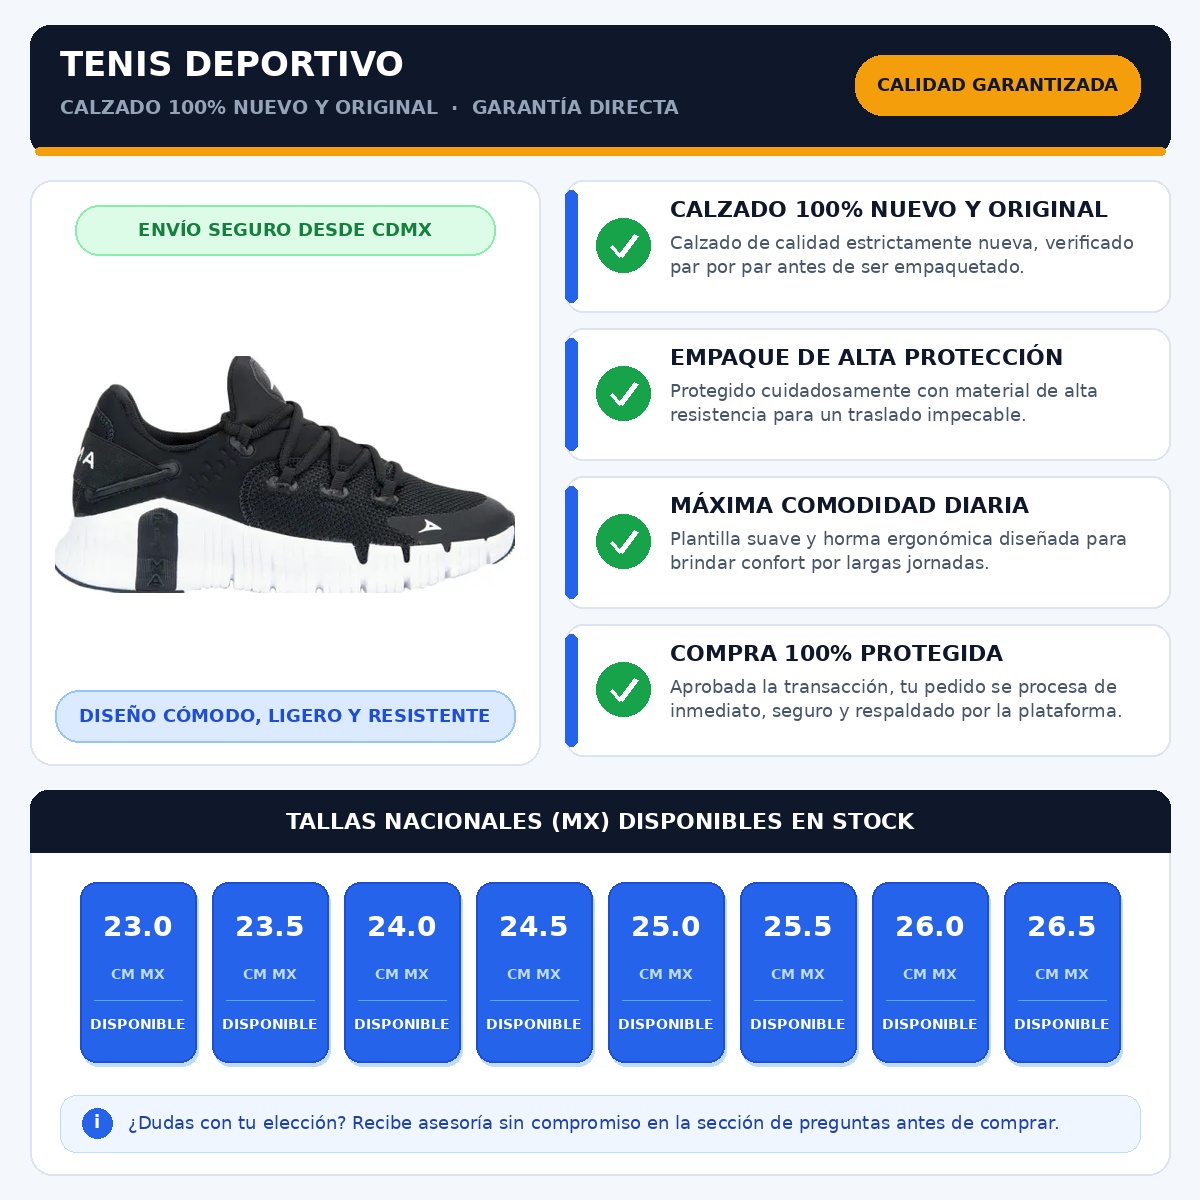 TENIS DEPORTIVO
CALZADO 100% NUEVO Y ORIGINAL · GARANTÍA DIRECTA
CALIDAD GARANTIZADA
ENVÍO SEGURO DESDE CDMX
MA
DISEÑO CÓMODO, LIGERO Y RESISTENTE
CALZADO 100% NUEVO Y ORIGINAL
Calzado de calidad estrictamente nueva, verificado
par por par antes de ser empaquetado.
EMPAQUE DE ALTA PROTECCIÓN
Protegido cuidadosamente con material de alta
resistencia para un traslado impecable.
MÁXIMA COMODIDAD DIARIA
Plantilla suave y horma ergonómica diseñada para
brindar confort por largas jornadas.
COMPRA 100% PROTEGIDA
Aprobada la transacción, tu pedido se procesa de
inmediato, seguro y respaldado por la plataforma.
TALLAS NACIONALES (MX) DISPONIBLES EN STOCK
23.0 23.5 24.0 24.5 25.0 25.5 26.0 26.5
CM MX CM MX CM MX CM MX CM MX CM MX CM MX CM MX
DISPONIBLE DISPONIBLE DISPONIBLE DISPONIBLE DISPONIBLE DISPONIBLE DISPONIBLE DISPONIBLE
i ¿Dudas con tu elección? Recibe asesoría sin compromiso en la sección de preguntas antes de comprar.